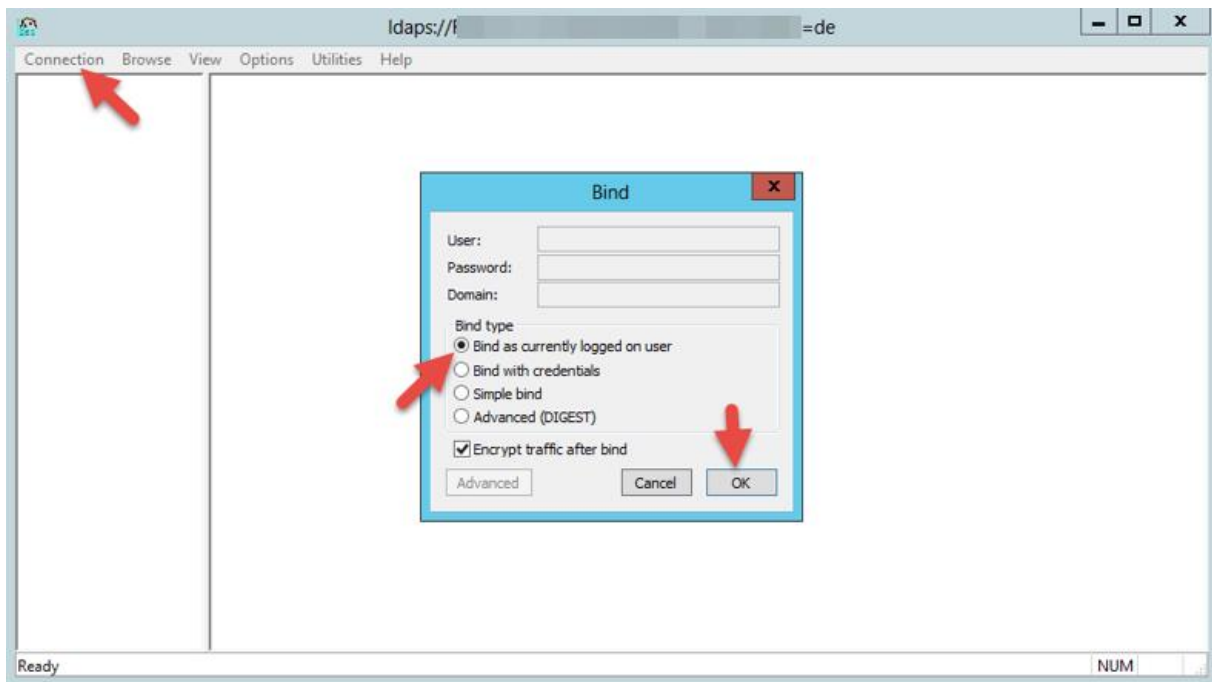 ldaps://
=de
Connection Browse View Options Utilities Help
Bind
User:
Password:
Domain:
Bind type
Bind as currently logged on user
Bind with credentials
Simple bind
Advanced (DIGEST)
Encrypt traffic after bind
Advanced Cancel OK
Ready NUM